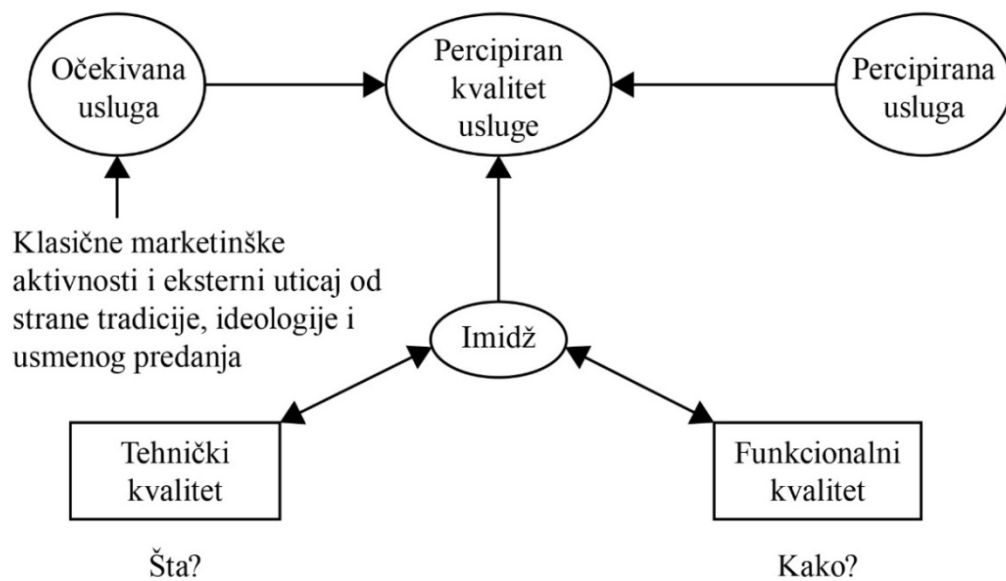 Očekivana
usluga
Percipiran
kvalitet
usluge
Percipirana
usluga
Klasične marketinške
aktivnosti i eksterni uticaj od
strane tradicije, ideologije i
usmenog predanja
Imidž
Tehnički
kvalitet
Funkcionalni
kvalitet
Šta?
Kako?